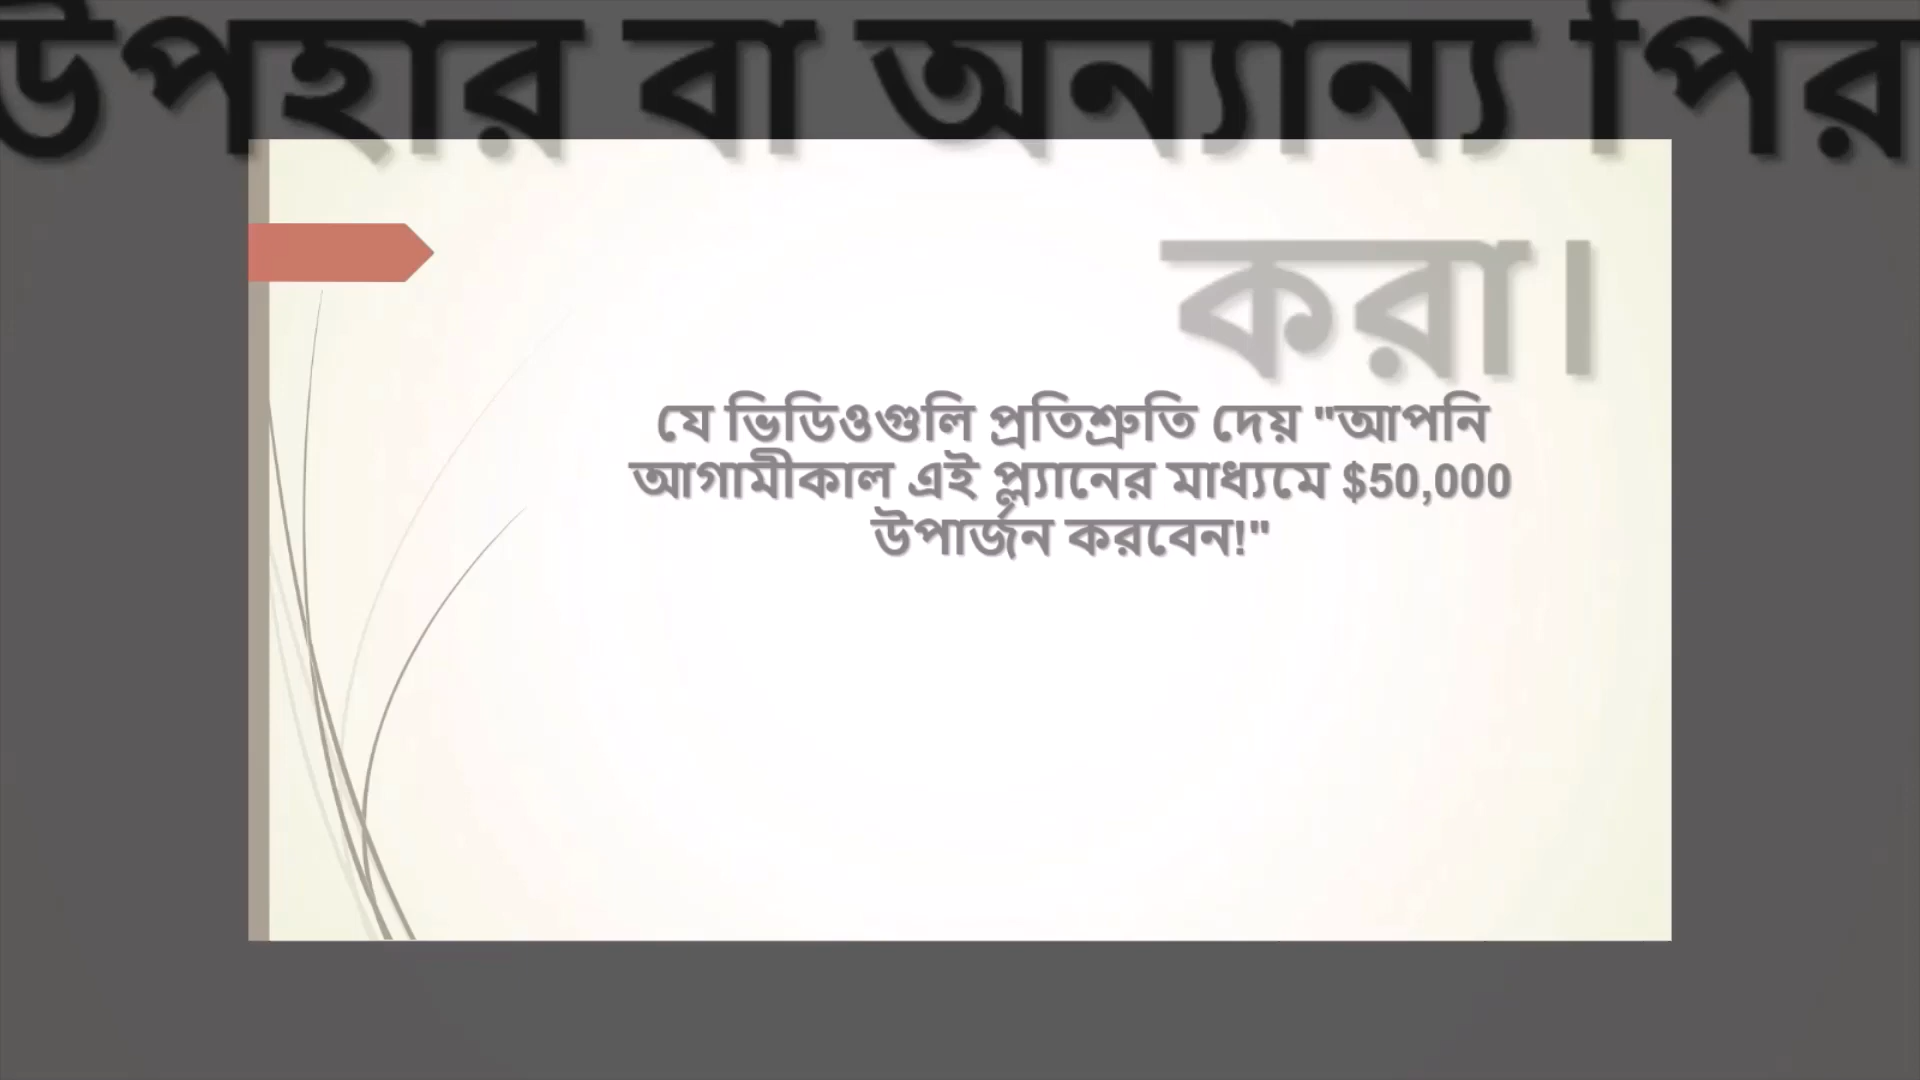 উপহার বা অন্যান্য
করা।
যে ভিডিওগুলি প্রতিশ্রুতি দেয় "আপনি
আগামীকাল এই প্ল্যানের মাধ্যমে $50,000
উপার্জন করবেন!"